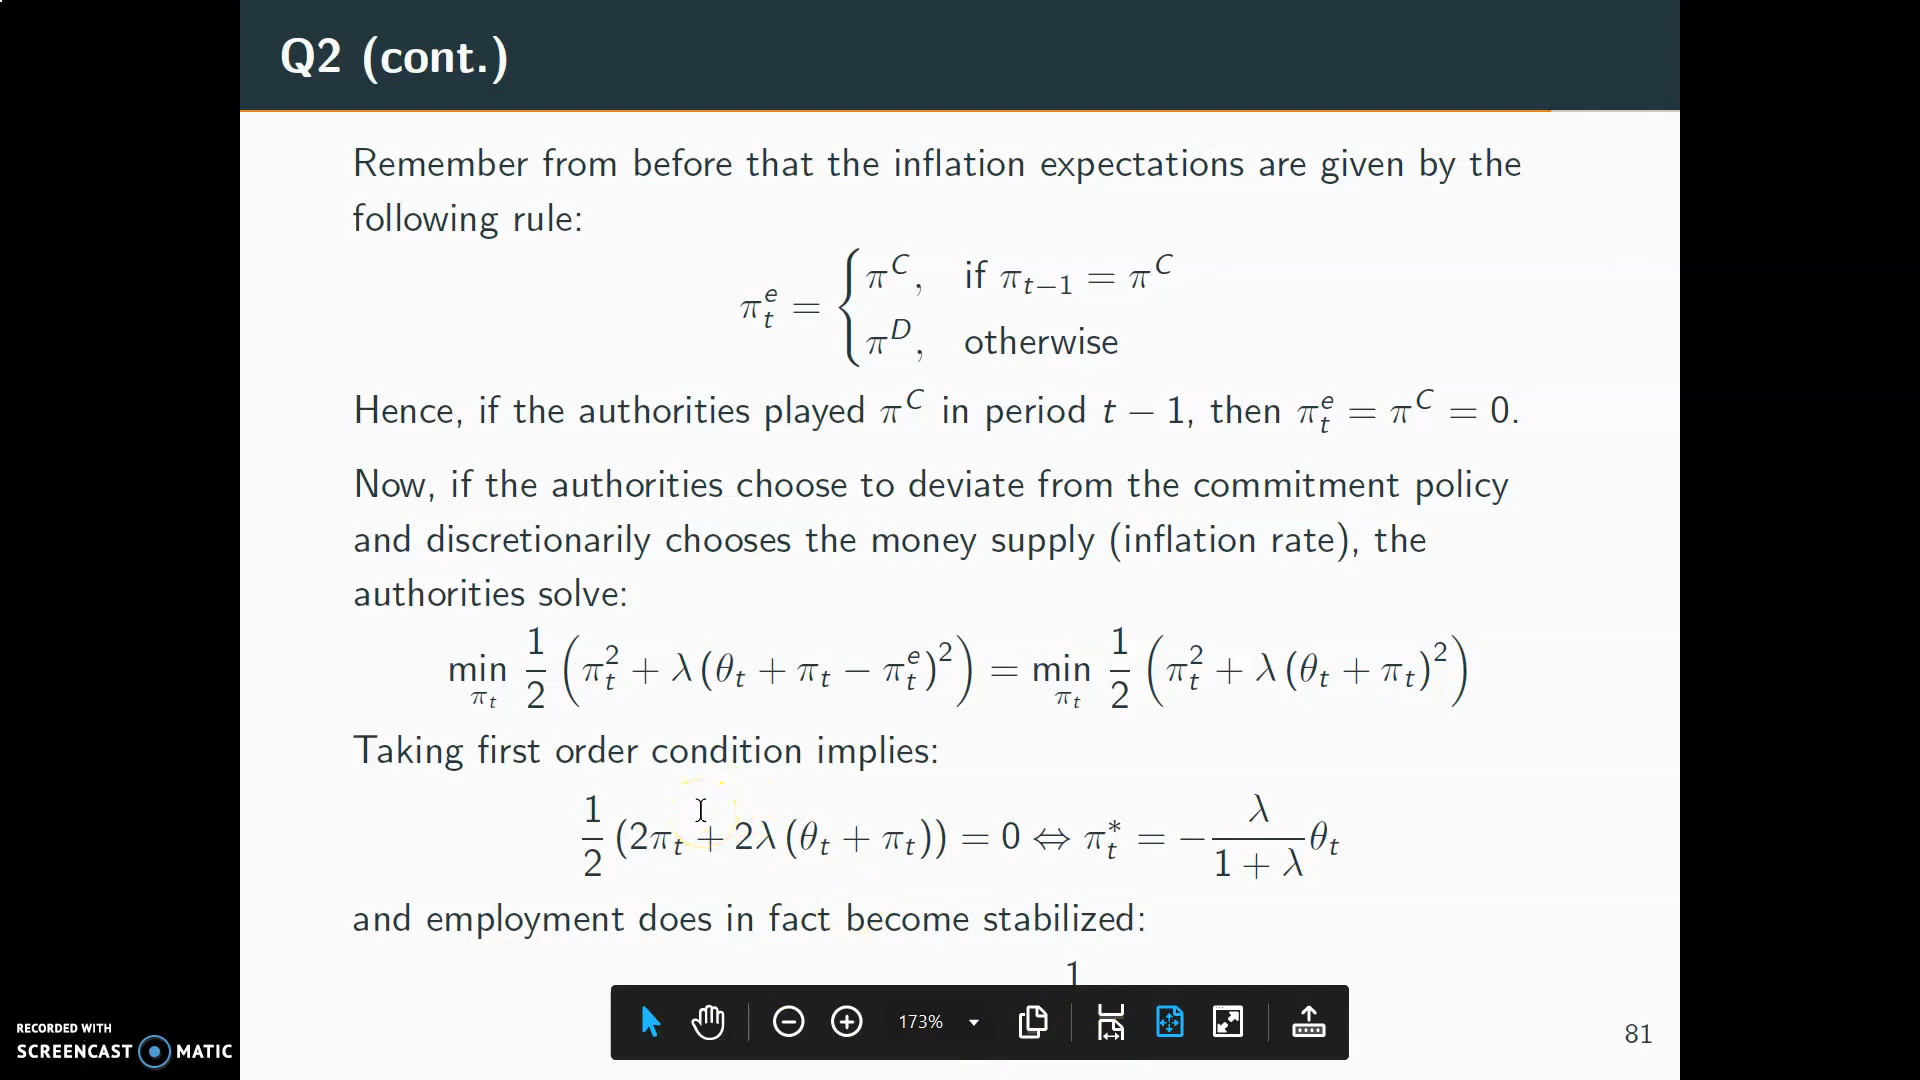 Q2 (cont.)
Remember from before that the inflation expectations are given by the
following rule:
π_t^e = { π^C, if π_{t−1} = π^C
π^D, otherwise
Hence, if the authorities played π^C in period t − 1, then π_t^e = π^C = 0.
Now, if the authorities choose to deviate from the commitment policy
and discretionarily chooses the money supply (inflation rate), the
authorities solve:
min_{π_t} 1/2 (π_t^2 + λ (θ_t + π_t − π_t^e)^2) = min_{π_t} 1/2 (π_t^2 + λ (θ_t + π_t)^2)
Taking first order condition implies:
1/2 (2π_t + 2λ (θ_t + π_t)) = 0 ⇔ π_t^* = − λ/(1 + λ) θ_t
and employment does in fact become stabilized:
1
173%
81
RECORDED WITH
SCREENCAST MATIC